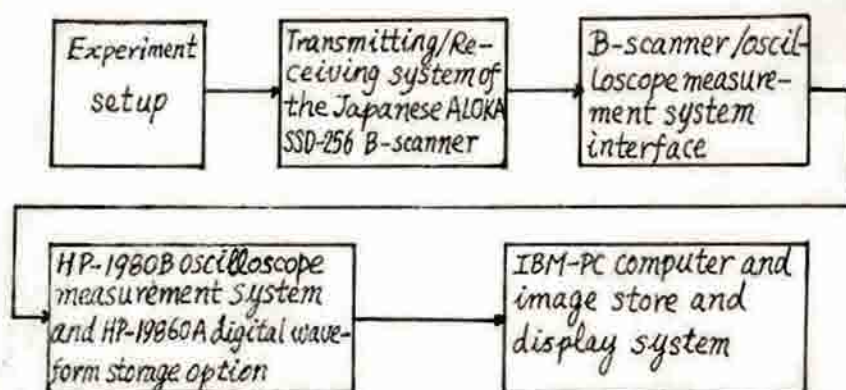 Experiment
setup
Transmitting/Re-
ceiving system of
the Japanese ALOKA
SSD-256 B-scanner
B-scanner/oscil-
loscope measure-
ment system
interface
HP-1980B oscilloscope
measurement system
and HP-19860A digital wave-
form storage option
IBM-PC computer and
image store and
display system